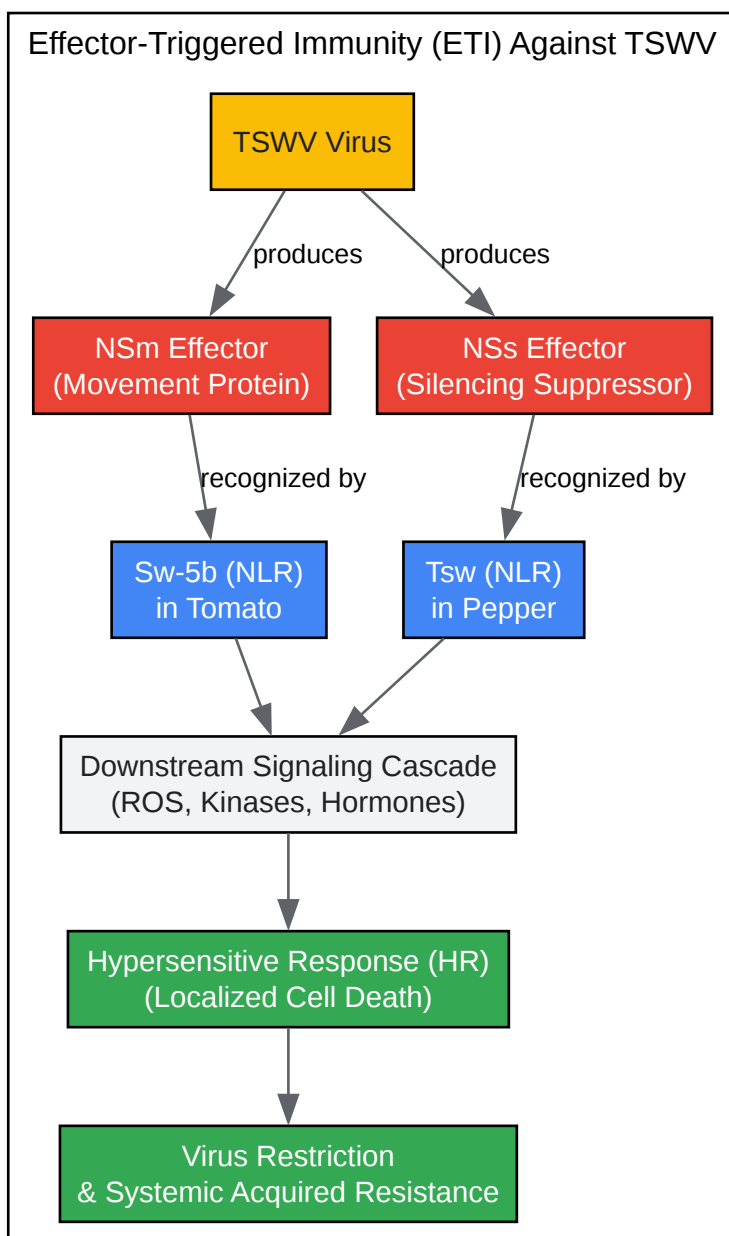 Effector-Triggered Immunity (ETI) Against TSWV
TSWV Virus
produces
produces
NSm Effector
(Movement Protein)
NSs Effector
(Silencing Suppressor)
recognized by
recognized by
Sw-5b (NLR)
in Tomato
Tsw (NLR)
in Pepper
Downstream Signaling Cascade
(ROS, Kinases, Hormones)
Hypersensitive Response (HR)
(Localized Cell Death)
Virus Restriction
& Systemic Acquired Resistance